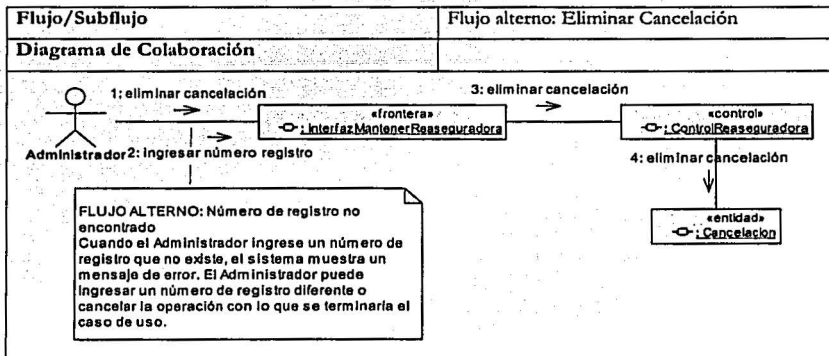 Flujo/Subflujo
Flujo alterno: Eliminar Cancelación
Diagrama de Colaboración
1: eliminar cancelación
3: eliminar cancelación
«frontera»
: InterfazMantenerReaseguradora
«control»
: ControlReaseguradora
Administrador
2: ingresar número registro
4: eliminar cancelación
«entidad»
: Cancelacion
FLUJO ALTERNO: Número de registro no
encontrado
Cuando el Administrador ingrese un número de
registro que no existe, el sistema muestra un
mensaje de error. El Administrador puede
ingresar un número de registro diferente o
cancelar la operación con lo que se terminaría el
caso de uso.